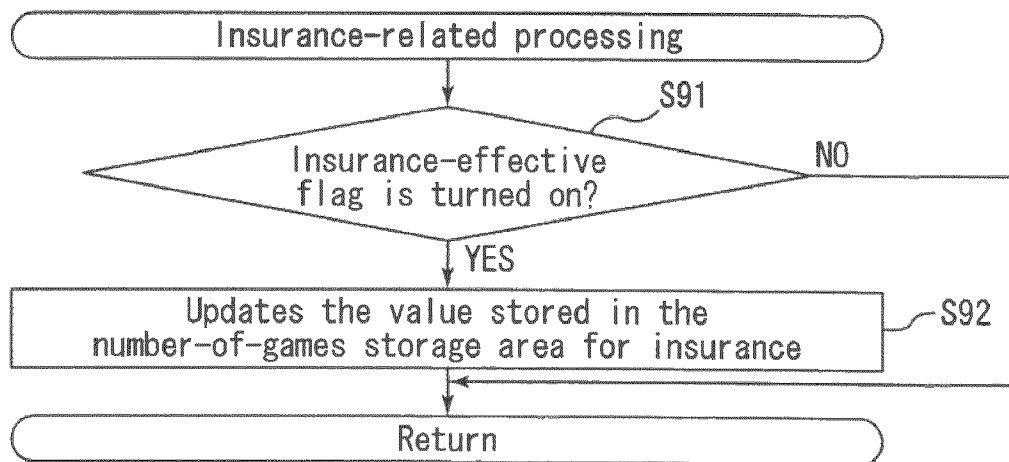 Insurance-related processing
S91
Insurance-effective
flag is turned on?
NO
YES
Updates the value stored in the
number-of-games storage area for insurance
S92
Return